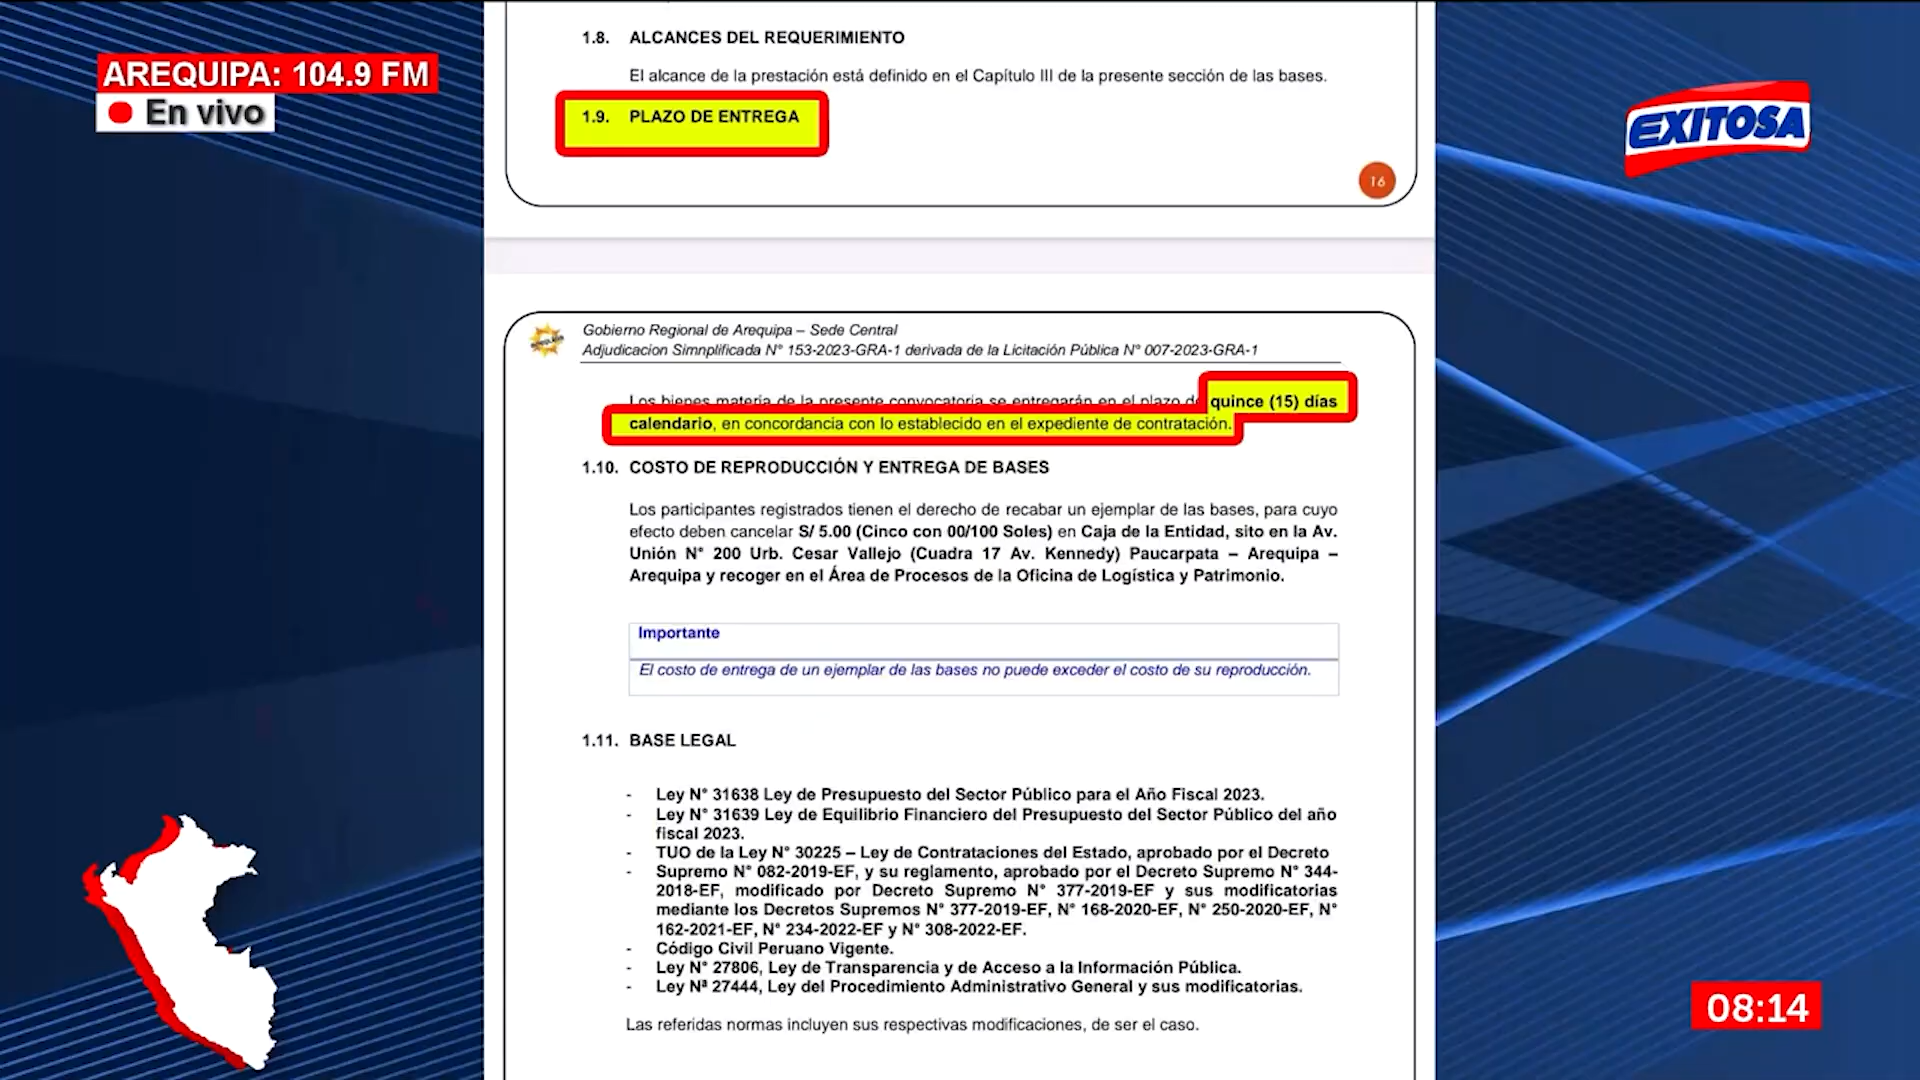 AREQUIPA: 104.9 FM
En vivo
EXITOSA
1.8. ALCANCES DEL REQUERIMIENTO
El alcance de la prestación está definido en el Capítulo III de la presente sección de las bases.
1.9. PLAZO DE ENTREGA
16
Gobierno Regional de Arequipa – Sede Central
Adjudicacion Simnplificada N° 153-2023-GRA-1 derivada de la Licitación Pública N° 007-2023-GRA-1
Los bienes materia de la presente convocatoria se entregarán en el plazo de quince (15) días
calendario, en concordancia con lo establecido en el expediente de contratación.
1.10. COSTO DE REPRODUCCIÓN Y ENTREGA DE BASES
Los participantes registrados tienen el derecho de recabar un ejemplar de las bases, para cuyo
efecto deben cancelar S/ 5.00 (Cinco con 00/100 Soles) en Caja de la Entidad, sito en la Av.
Unión N° 200 Urb. Cesar Vallejo (Cuadra 17 Av. Kennedy) Paucarpata – Arequipa –
Arequipa y recoger en el Área de Procesos de la Oficina de Logística y Patrimonio.
Importante
El costo de entrega de un ejemplar de las bases no puede exceder el costo de su reproducción.
1.11. BASE LEGAL
- Ley N° 31638 Ley de Presupuesto del Sector Público para el Año Fiscal 2023.
- Ley N° 31639 Ley de Equilibrio Financiero del Presupuesto del Sector Público del año
fiscal 2023.
- TUO de la Ley N° 30225 – Ley de Contrataciones del Estado, aprobado por el Decreto
- Supremo N° 082-2019-EF, y su reglamento, aprobado por el Decreto Supremo N° 344-
2018-EF, modificado por Decreto Supremo N° 377-2019-EF y sus modificatorias
mediante los Decretos Supremos N° 377-2019-EF, N° 168-2020-EF, N° 250-2020-EF, N°
162-2021-EF, N° 234-2022-EF y N° 308-2022-EF.
- Código Civil Peruano Vigente.
- Ley N° 27806, Ley de Transparencia y de Acceso a la Información Pública.
- Ley Nª 27444, Ley del Procedimiento Administrativo General y sus modificatorias.
Las referidas normas incluyen sus respectivas modificaciones, de ser el caso.
08:14